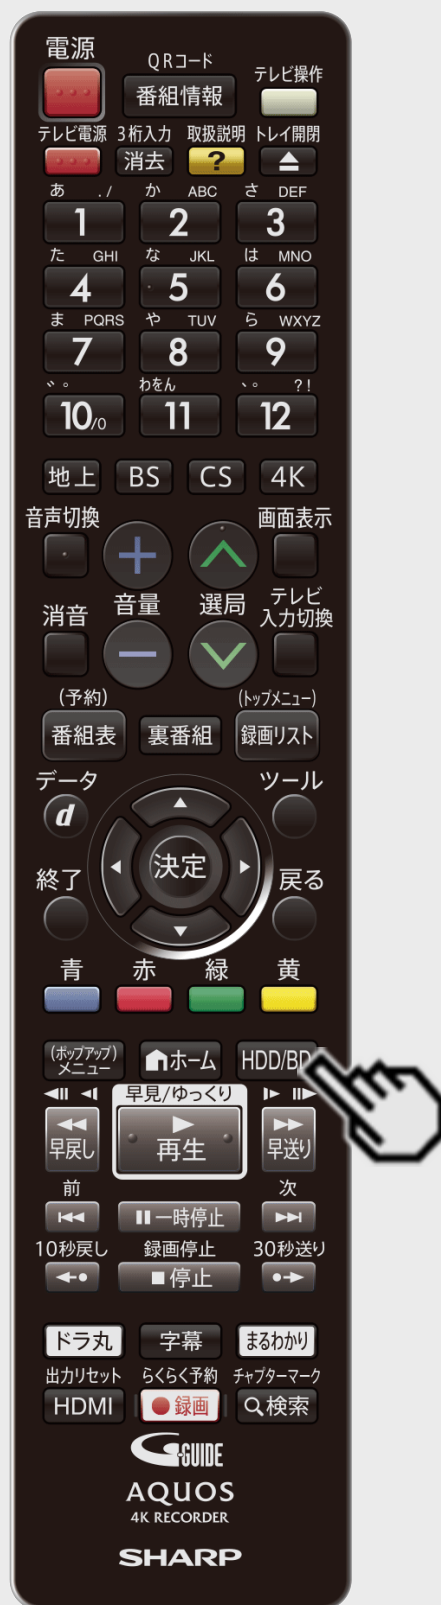 電源
QRコード
番組情報
テレビ操作
テレビ電源 3桁入力 取扱説明 トレイ開閉
消去 ?
あ ./ か ABC さ DEF
1 2 3
た GHI な JKL は MNO
4 5 6
ま PQRS や TUV ら WXYZ
7 8 9
゛゜ わをん 、。 ?!
10/0 11 12
地上 BS CS 4K
音声切換 画面表示
+
消音 音量 選局 テレビ
入力切換
−
(予約) (トップメニュー)
番組表 裏番組 録画リスト
データ ツール
d
決定
終了 戻る
青 赤 緑 黄
(ポップアップ)
メニュー ホーム HDD/BD
早見/ゆっくり
早戻し 再生 早送り
前 次
一時停止
10秒戻し 録画停止 30秒送り
停止
ドラ丸 字幕 まるわかり
出力リセット らくらく予約 チャプターマーク
HDMI 録画 検索
G-GUIDE
AQUOS
4K RECORDER
SHARP